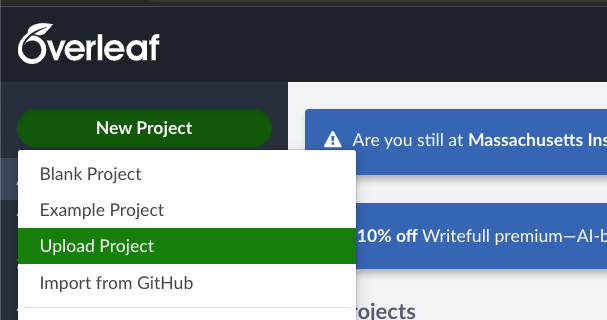 Overleaf
New Project
Are you still at Massachusetts Ins
Blank Project
Example Project
10% off Writefull premium—AI-b
Upload Project
Import from GitHub
ojects